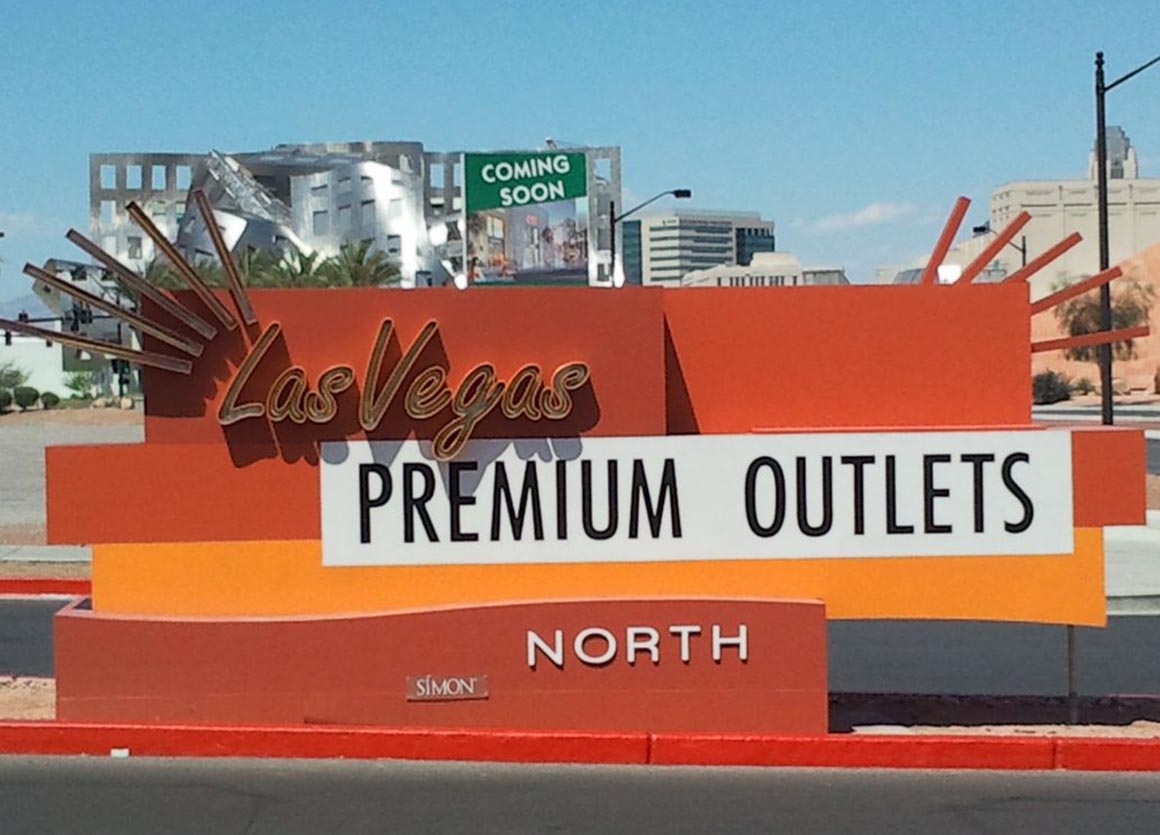 COMING
SOON
Las Vegas
PREMIUM OUTLETS
NORTH
SIMON